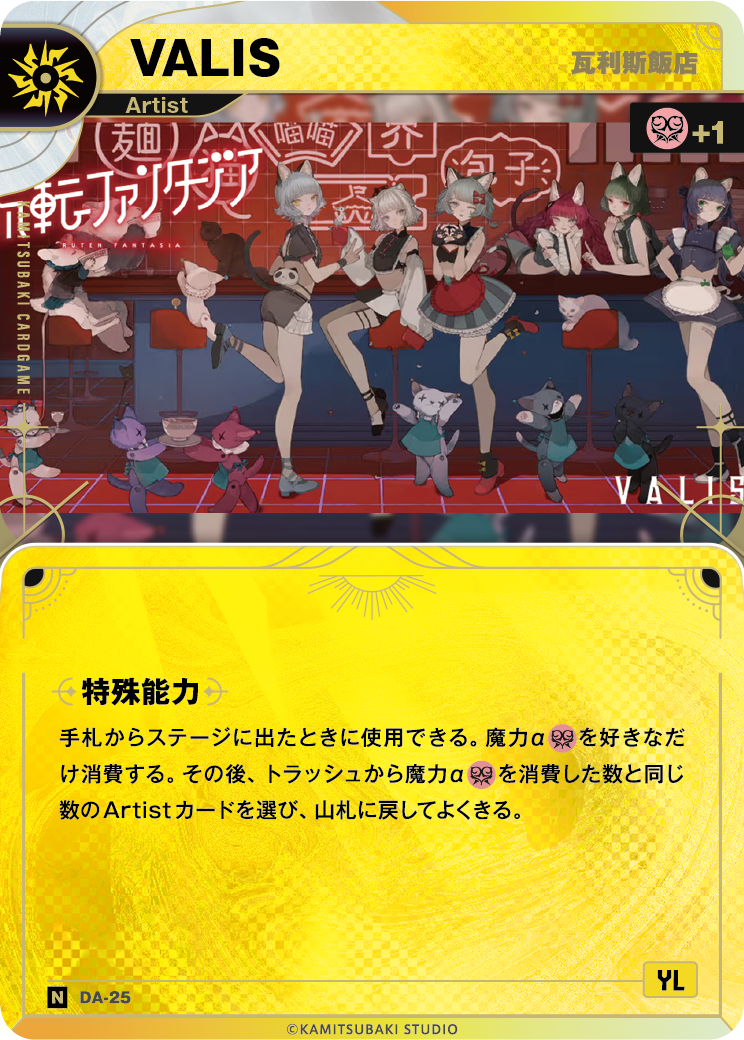 VALIS
瓦利斯飯店
Artist
+1
麺
喵喵
界
泡子
転ファンタジア
RUTEN FANTASIA
KAMITSUBAKI CARDGAME
VALIS
特殊能力
手札からステージに出たときに使用できる。魔力αを好きなだ
け消費する。その後、トラッシュから魔力αを消費した数と同じ
数のArtistカードを選び、山札に戻してよくきる。
YL
N DA-25
©KAMITSUBAKI STUDIO